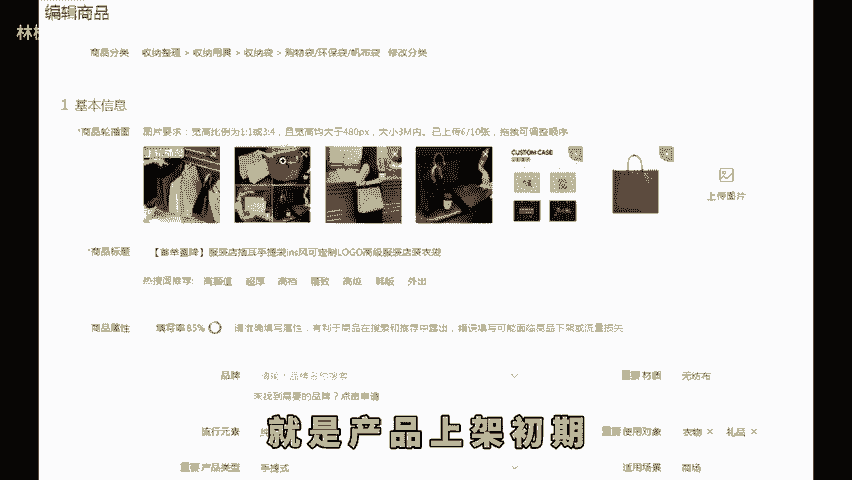 编辑商品
林
商品分类 收纳整理 > 收纳用具 > 收纳袋 > 购物袋/环保袋/帆布袋 修改分类
1 基本信息
*商品轮播图 图片要求：宽高比例为1:1或3:4，且宽高均大于480px，大小3M内。已上传6/10张，拖拽可调整顺序
CUSTOM CASE
上传图片
*商品标题 服装店插耳手提袋ins风可定制LOGO高级服装店装衣袋
热搜词推荐： 高颜值 超厚 高档 精致 高级 韩版 外出
商品属性 填写率85% 请准确填写属性，有利于商品在搜索和推荐中露出，错误填写可能面临商品下架或流量损失
品牌 重要 材质 无纺布
未找到需要的品牌？点击申请
流行元素 重要 使用对象 衣物 × 礼品 ×
就是产品上架初期
重要 产品类型 手提式 适用场景 商场